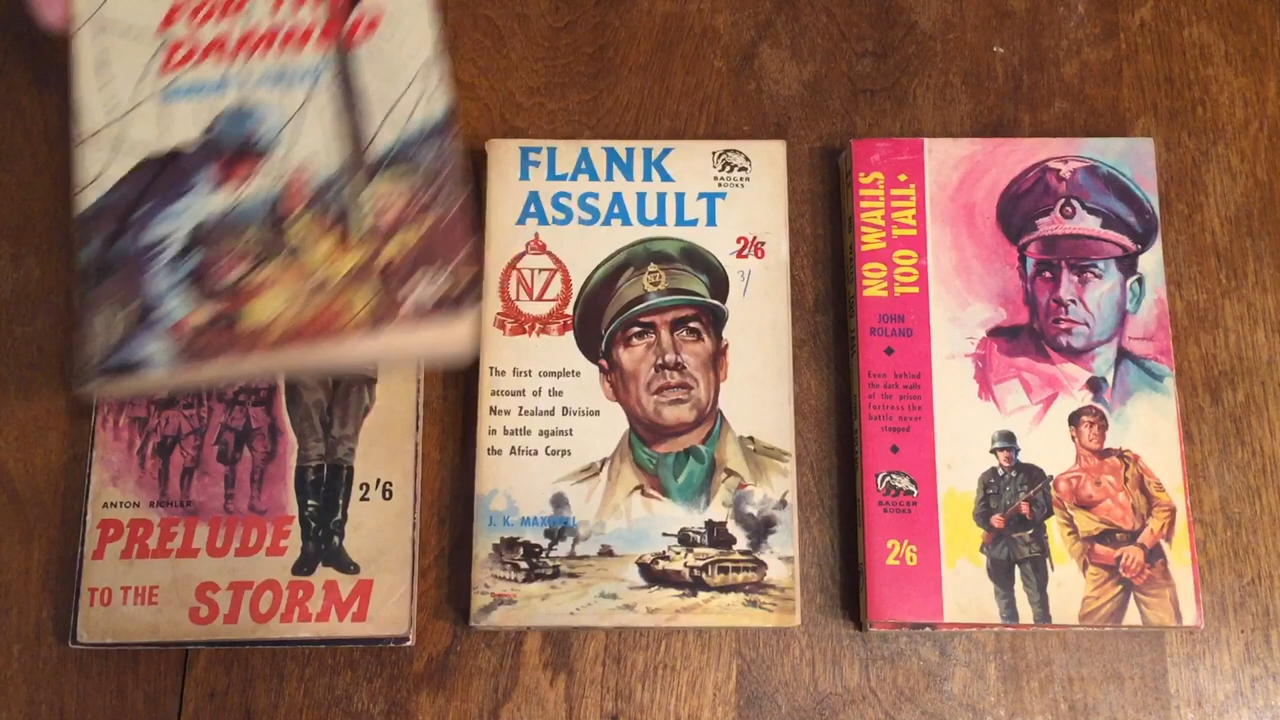 DAMNED
ANTON RICHLER
2'6
PRELUDE
TO THE STORM
FLANK
ASSAULT
BADGER
BOOKS
2/6
3/
NZ
The first complete
account of the
New Zealand Division
in battle against
the Africa Corps
J. K. MAXWELL
NO WALLS
TOO TALL
JOHN
ROLAND
Even behind
the dark walls
of the prison
fortress the
battle never
stopped
BADGER
BOOKS
2/6